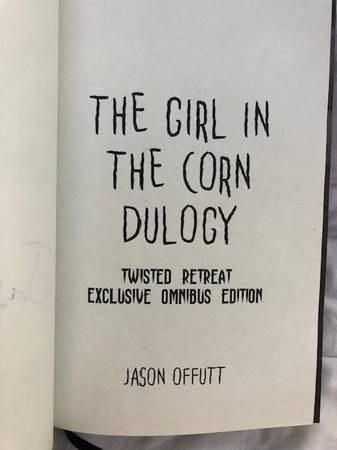 THE GIRL IN
THE CORN
DULOGY
TWISTED RETREAT
EXCLUSIVE OMNIBUS EDITION
JASON OFFUTT